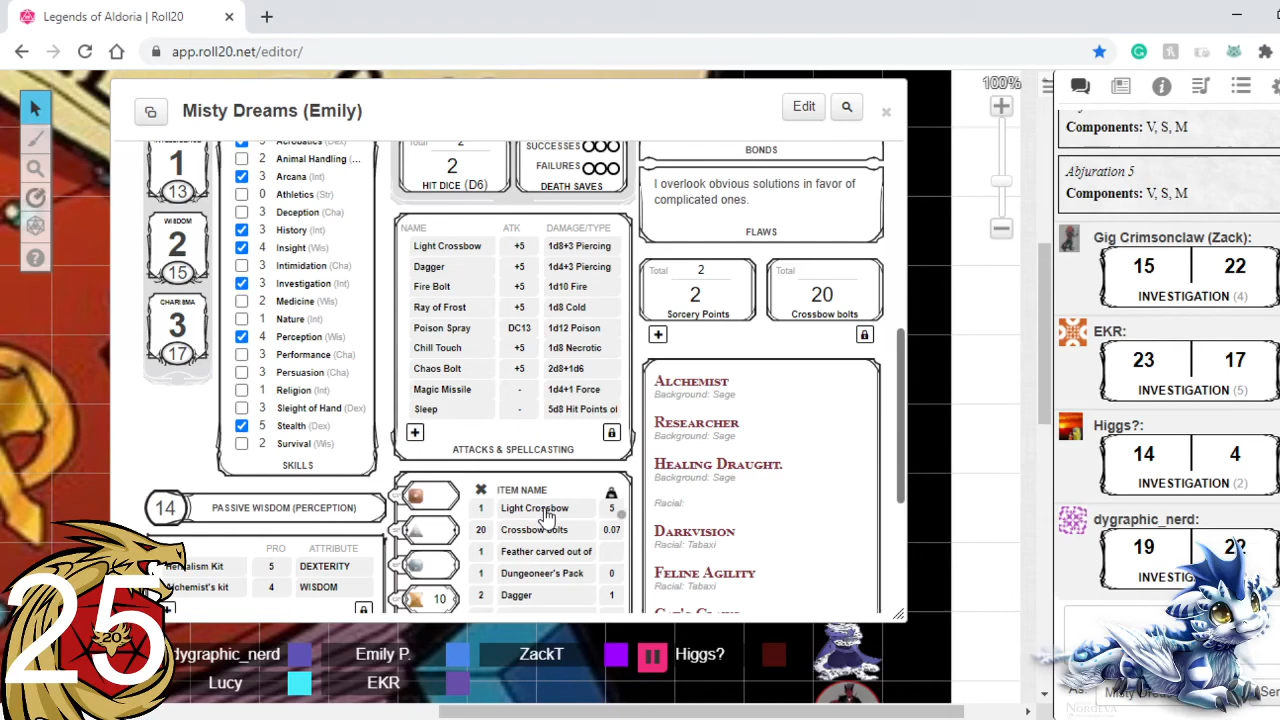 Legends of Aldoria | Roll20
app.roll20.net/editor/
Misty Dreams (Emily)
Edit
100%
1
13
WISDOM
2
15
CHARISMA
3
17
Acrobatics (Dex)
2 Animal Handling (...
3 Arcana (Int)
0 Athletics (Str)
3 Deception (Cha)
3 History (Int)
4 Insight (Wis)
3 Intimidation (Cha)
3 Investigation (Int)
2 Medicine (Wis)
1 Nature (Int)
4 Perception (Wis)
3 Performance (Cha)
3 Persuasion (Cha)
1 Religion (Int)
3 Sleight of Hand (Dex)
5 Stealth (Dex)
2 Survival (Wis)
SKILLS
14 PASSIVE WISDOM (PERCEPTION)
PRO ATTRIBUTE
5 DEXTERITY
Alchemist's kit 4 WISDOM
Total 2
2
HIT DICE (D6)
SUCCESSES
FAILURES
DEATH SAVES
NAME ATK DAMAGE/TYPE
Light Crossbow +5 1d8+3 Piercing
Dagger +5 1d4+3 Piercing
Fire Bolt +5 1d10 Fire
Ray of Frost +5 1d8 Cold
Poison Spray DC13 1d12 Poison
Chill Touch +5 1d8 Necrotic
Chaos Bolt +5 2d8+1d6
Magic Missile - 1d4+1 Force
Sleep - 5d8 Hit Points of
ATTACKS & SPELLCASTING
ITEM NAME
1 Light Crossbow 5
20 Crossbow bolts 0.07
1 Feather carved out of
1 Dungeoneer's Pack 0
2 Dagger 1
10
BONDS
I overlook obvious solutions in favor of
complicated ones.
FLAWS
Total 2
2
Sorcery Points
Total
20
Crossbow bolts
ALCHEMIST
Background: Sage
RESEARCHER
Background: Sage
HEALING DRAUGHT.
Background: Sage
Racial:
DARKVISION
Racial: Tabaxi
FELINE AGILITY
Racial: Tabaxi
Components: V, S, M
Abjuration 5
Components: V, S, M
Gig Crimsonclaw (Zack):
15 22
INVESTIGATION (4)
EKR:
23 17
INVESTIGATION (5)
Higgs?:
14 4
INVESTIGATION (2)
dygraphic_nerd:
19
As:
25
20
dygraphic_nerd Emily P. ZackT Higgs?
Lucy EKR